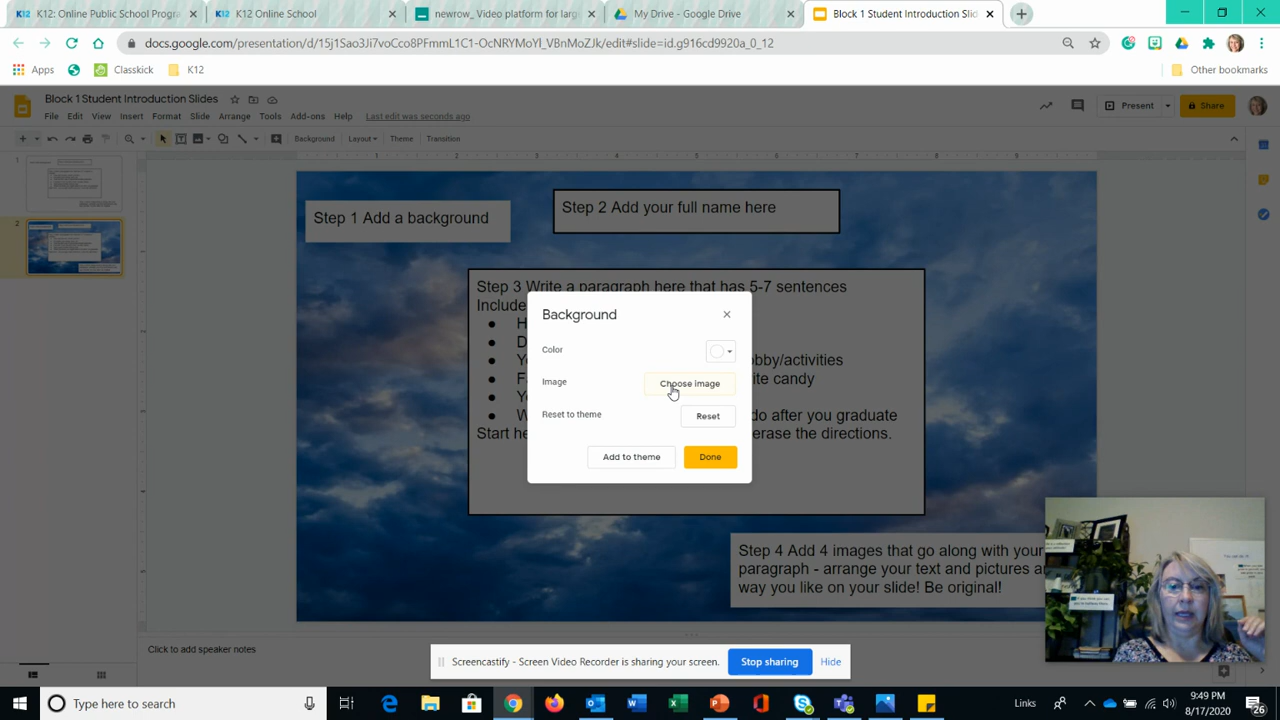 K12: Online Public School Progra
K12 Online School
newrow_ Video platform for larg
My Drive - Google Drive
Block 1 Student Introduction Slid
docs.google.com/presentation/d/15j1Sao3Ji7voCco8PFmmL1C1-OcNRYMoYl_VBnMoZJk/edit#slide=id.g916cd9920a_0_12
Apps
Classkick
K12
Other bookmarks
Block 1 Student Introduction Slides
File Edit View Insert Format Slide Arrange Tools Add-ons Help Last edit was seconds ago
Present
Share
Background Layout Theme Transition
1
2
Step 1 Add a background
Step 2 Add your full name here
Step 3 Write a paragraph here that has 5-7 sentences
Include
H
D
Y obby/activities
F ite candy
Y
W do after you graduate
Start he erase the directions.
Background
Color
Image Choose image
Reset to theme Reset
Add to theme Done
Step 4 Add 4 images that go along with your
paragraph - arrange your text and pictures a
way you like on your slide! Be original!
Click to add speaker notes
Screencastify - Screen Video Recorder is sharing your screen. Stop sharing Hide
Type here to search
Links
9:49 PM
8/17/2020
26